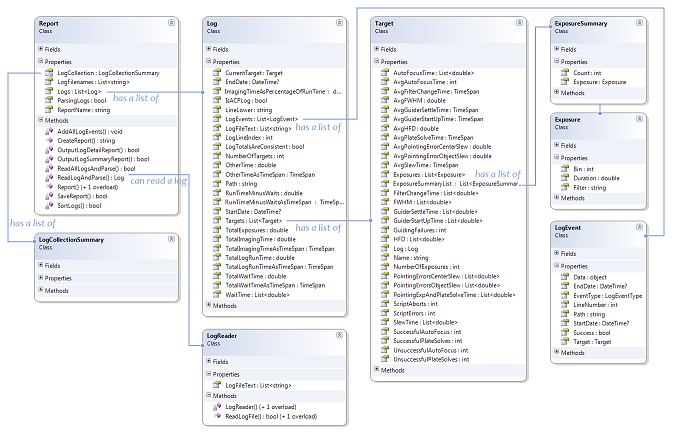 Report
Class
Fields
Properties
LogCollection : LogCollectionSummary
LogFilenames : List<string>
Logs : List<Log>
ParsingLogs : bool
ReportName : string
Methods
AddAllLogEvents() : void
CreateReport() : string
OutputLogDetailReport() : bool
OutputLogSummaryReport() : bool
ReadAllLogsAndParse() : bool
ReadLogAndParse() : Log
Report() (+ 1 overload)
SaveReport() : bool
SortLogs() : bool
has a list of
can read a log
has a list of
LogCollectionSummary
Class
Fields
Properties
Methods
Log
Class
Fields
Properties
CurrentTarget : Target
EndDate : DateTime?
ImagingTimeAsPercentageOfRunTime : d...
IsACPLog : bool
LineLower : string
LogEvents : List<LogEvent>
LogFileText : List<string>
LogLineIndex : int
LogTotalsAreConsistent : bool
NumberOfTargets : int
OtherTime : double
OtherTimeAsTimeSpan : TimeSpan
Path : string
RunTimeMinusWaits : double
RunTimeMinusWaitsAsTimeSpan : TimeSp...
StartDate : DateTime?
Targets : List<Target>
TotalExposures : double
TotalImagingTime : double
TotalImagingTimeAsTimeSpan : TimeSpan
TotalLogRunTime : double
TotalLogRunTimeAsTimeSpan : TimeSpan
TotalWaitTime : double
TotalWaitTimeAsTimeSpan : TimeSpan
WaitTime : List<double>
Methods
has a list of
has a list of
LogReader
Class
Fields
Properties
LogFileText : List<string>
Methods
LogReader() (+ 1 overload)
ReadLogFile() : bool (+ 1 overload)
Target
Class
Fields
Properties
AutoFocusTime : List<double>
AvgAutoFocusTime : int
AvgFilterChangeTime : TimeSpan
AvgFWHM : double
AvgGuiderSettleTime : TimeSpan
AvgGuiderStartUpTime : TimeSpan
AvgHFD : double
AvgPlateSolveTime : TimeSpan
AvgPointingErrorCenterSlew : double
AvgPointingErrorObjectSlew : double
AvgSlewTime : TimeSpan
Exposures : List<Exposure>
ExposureSummaryList : List<ExposureSummar...
FilterChangeTime : List<double>
FWHM : List<double>
GuiderSettleTime : List<double>
GuiderStartUpTime : List<double>
GuidingFailures : int
HFD : List<double>
Log : Log
Name : string
NumberOfExposures : int
PointingErrorsCenterSlew : List<double>
PointingErrorsObjectSlew : List<double>
PointingExpAndPlateSolveTime : List<double>
ScriptAborts : int
ScriptErrors : int
SlewTime : List<double>
SuccessfulAutoFocus : int
SuccessfulPlateSolves : int
UnsuccessfulAutoFocus : int
UnsuccessfulPlateSolves : int
Methods
has a list of
ExposureSummary
Class
Fields
Properties
Count : int
Exposure : Exposure
Methods
Exposure
Class
Fields
Properties
Bin : int
Duration : double
Filter : string
LogEvent
Class
Fields
Properties
Data : object
EndDate : DateTime?
EventType : LogEventType
LineNumber : int
Path : string
StartDate : DateTime?
Success : bool
Target : Target
Methods